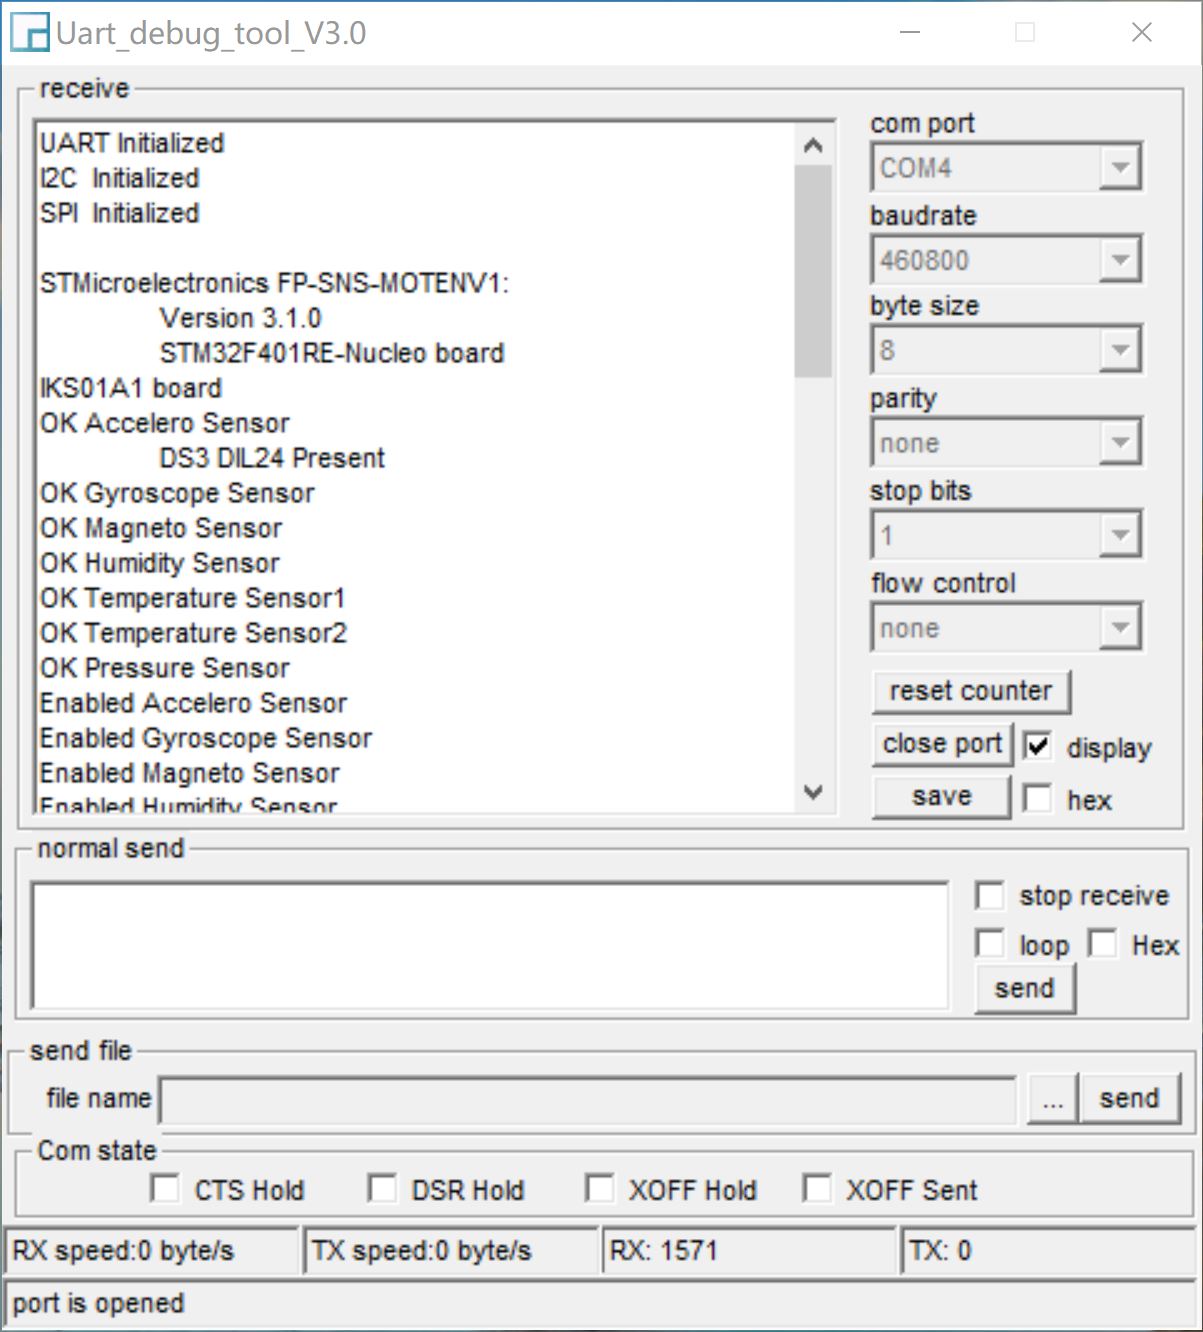 Uart_debug_tool_V3.0
receive
UART Initialized
I2C  Initialized
SPI  Initialized
STMicroelectronics FP-SNS-MOTENV1:
Version 3.1.0
STM32F401RE-Nucleo board
IKS01A1 board
OK Accelero Sensor
DS3 DIL24 Present
OK Gyroscope Sensor
OK Magneto Sensor
OK Humidity Sensor
OK Temperature Sensor1
OK Temperature Sensor2
OK Pressure Sensor
Enabled Accelero Sensor
Enabled Gyroscope Sensor
Enabled Magneto Sensor
Enabled Humidity Sensor
com port
COM4
baudrate
460800
byte size
8
parity
none
stop bits
1
flow control
none
reset counter
close port display
save hex
normal send
stop receive
loop Hex
send
send file
file name ... send
Com state
CTS Hold DSR Hold XOFF Hold XOFF Sent
RX speed:0 byte/s TX speed:0 byte/s RX: 1571 TX: 0
port is opened